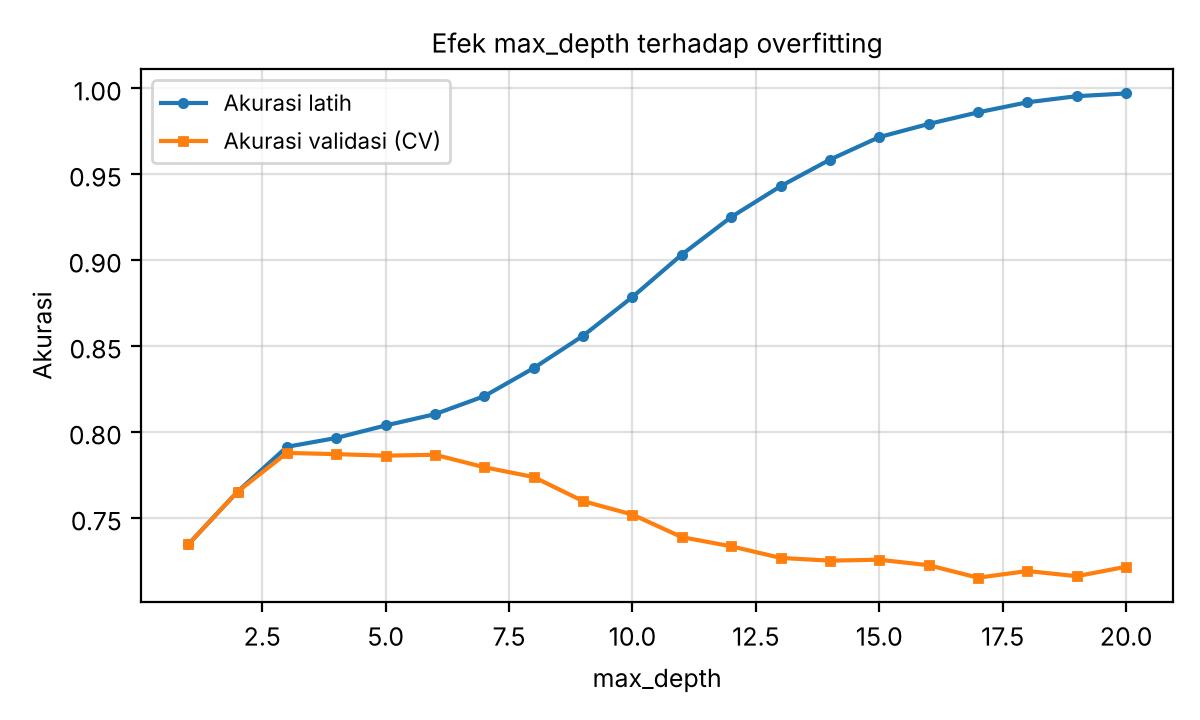 Efek max_depth terhadap overfitting
Akurasi latih
Akurasi validasi (CV)
1.00
0.95
0.90
0.85
0.80
0.75
Akurasi
2.5 5.0 7.5 10.0 12.5 15.0 17.5 20.0
max_depth